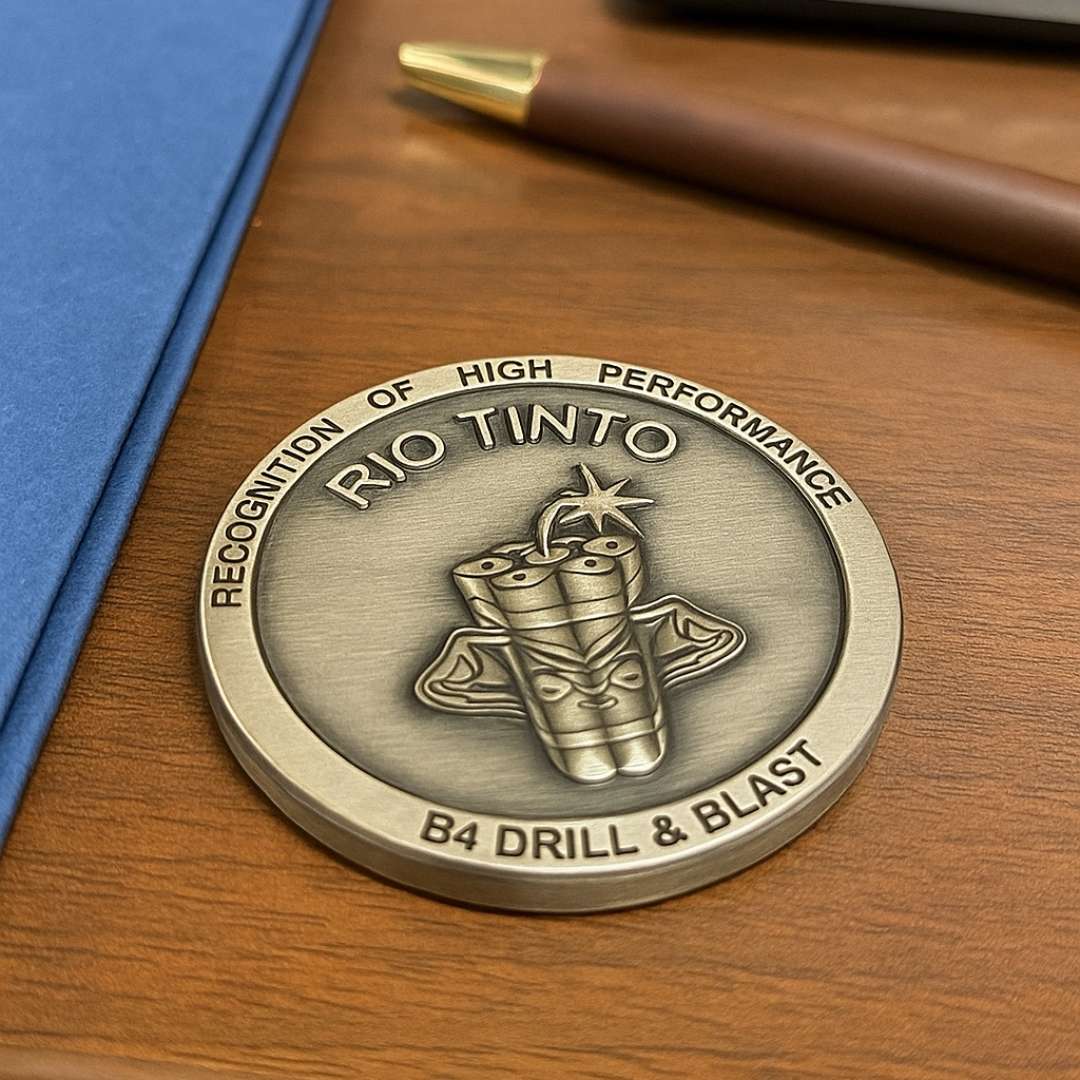 RECOGNITION OF HIGH PERFORMANCE
RIO TINTO
B4 DRILL & BLAST